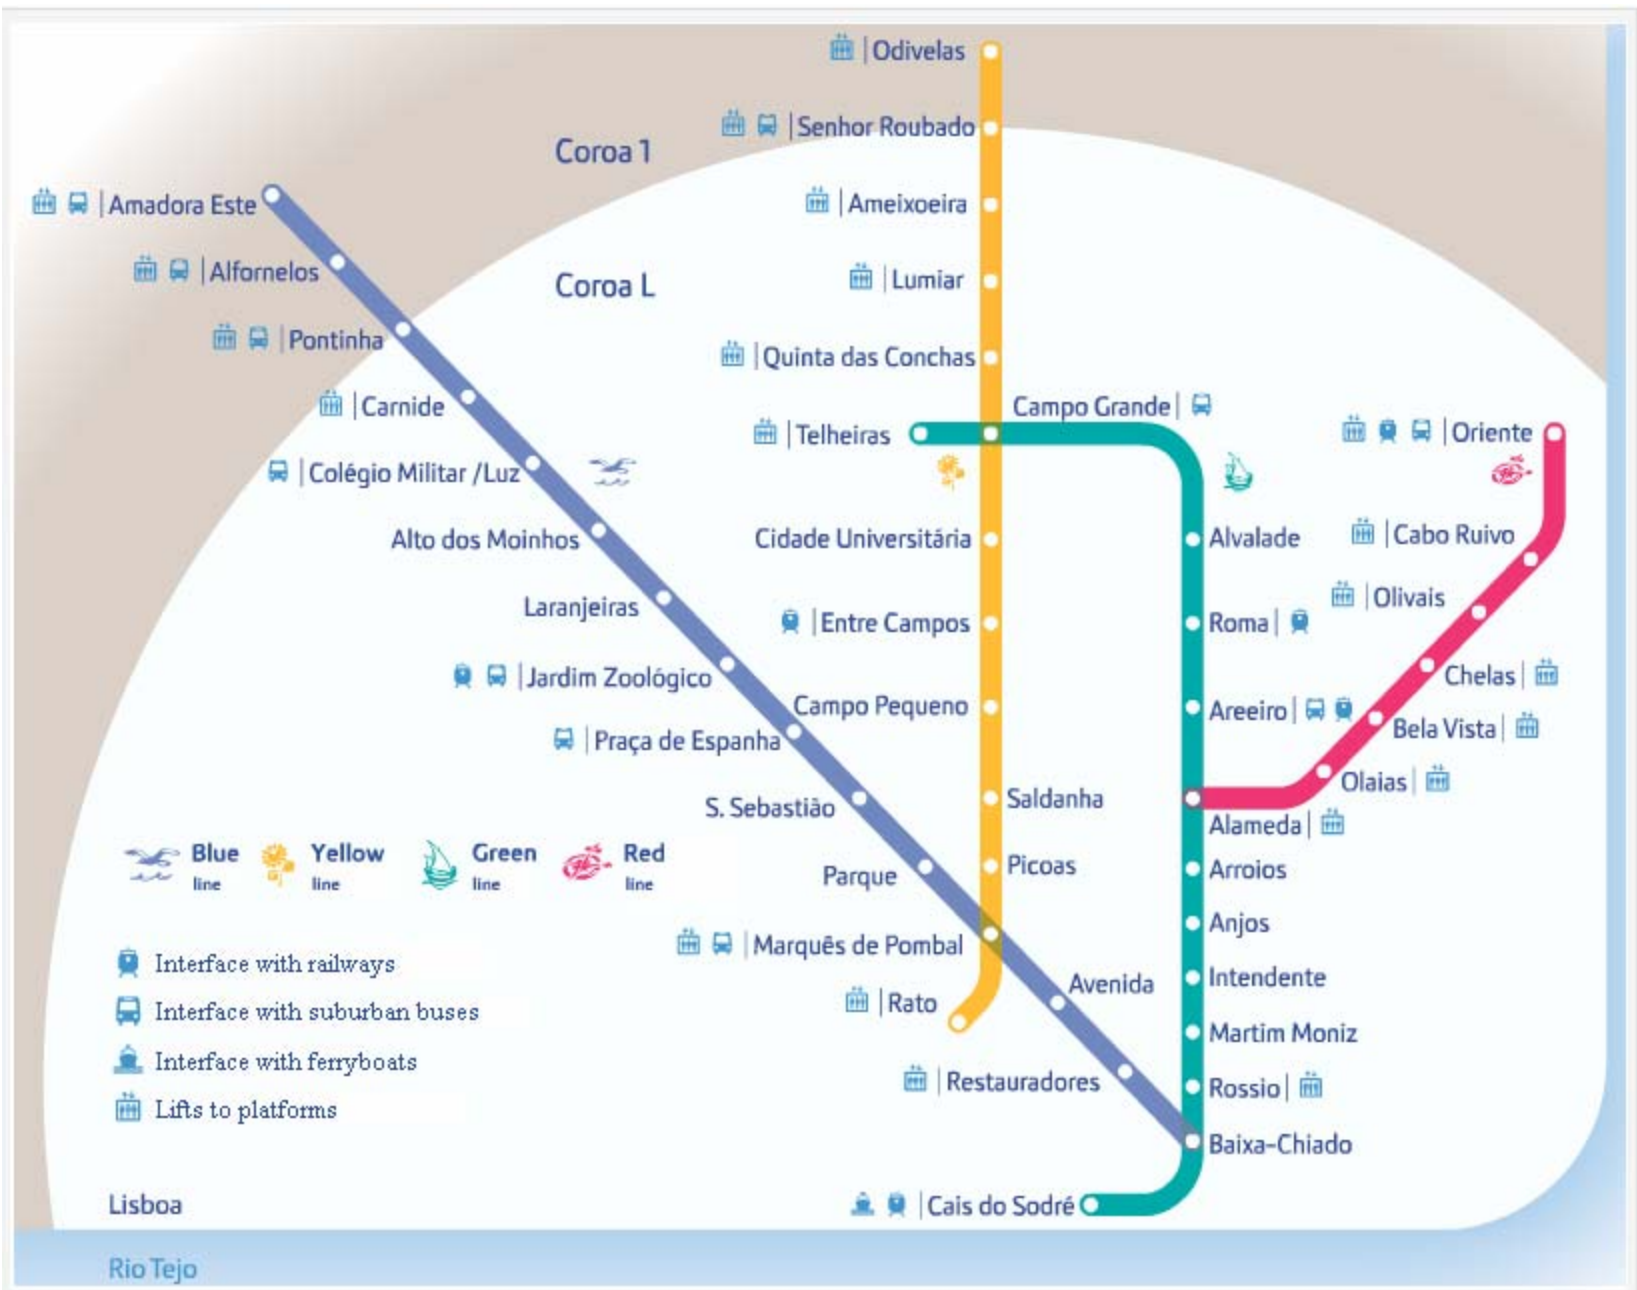 Odivelas
Senhor Roubado
Coroa 1
Amadora Este
Ameixoeira
Alfornelos
Coroa L
Lumiar
Pontinha
Quinta das Conchas
Carnide
Campo Grande
Telheiras
Oriente
Colégio Militar /Luz
Alto dos Moinhos
Cidade Universitária
Alvalade
Cabo Ruivo
Laranjeiras
Olivais
Entre Campos
Roma
Jardim Zoológico
Chelas
Campo Pequeno
Areeiro
Bela Vista
Praça de Espanha
Olaias
S. Sebastião
Saldanha
Alameda
Blue line
Yellow line
Green line
Red line
Parque
Picoas
Arroios
Anjos
Marquês de Pombal
Interface with railways
Avenida
Intendente
Rato
Interface with suburban buses
Martim Moniz
Interface with ferryboats
Restauradores
Rossio
Lifts to platforms
Baixa-Chiado
Lisboa
Cais do Sodré
Rio Tejo